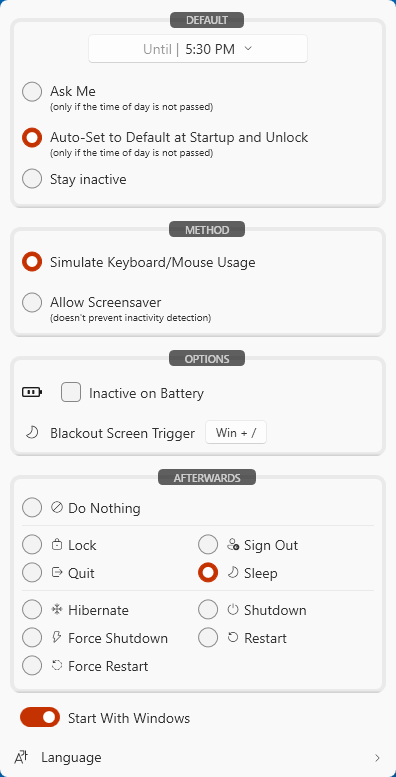 DEFAULT
Until | 5:30 PM
Ask Me
(only if the time of day is not passed)
Auto-Set to Default at Startup and Unlock
(only if the time of day is not passed)
Stay inactive
METHOD
Simulate Keyboard/Mouse Usage
Allow Screensaver
(doesn't prevent inactivity detection)
OPTIONS
Inactive on Battery
Blackout Screen Trigger Win + /
AFTERWARDS
Do Nothing
Lock Sign Out
Quit Sleep
Hibernate Shutdown
Force Shutdown Restart
Force Restart
Start With Windows
Language